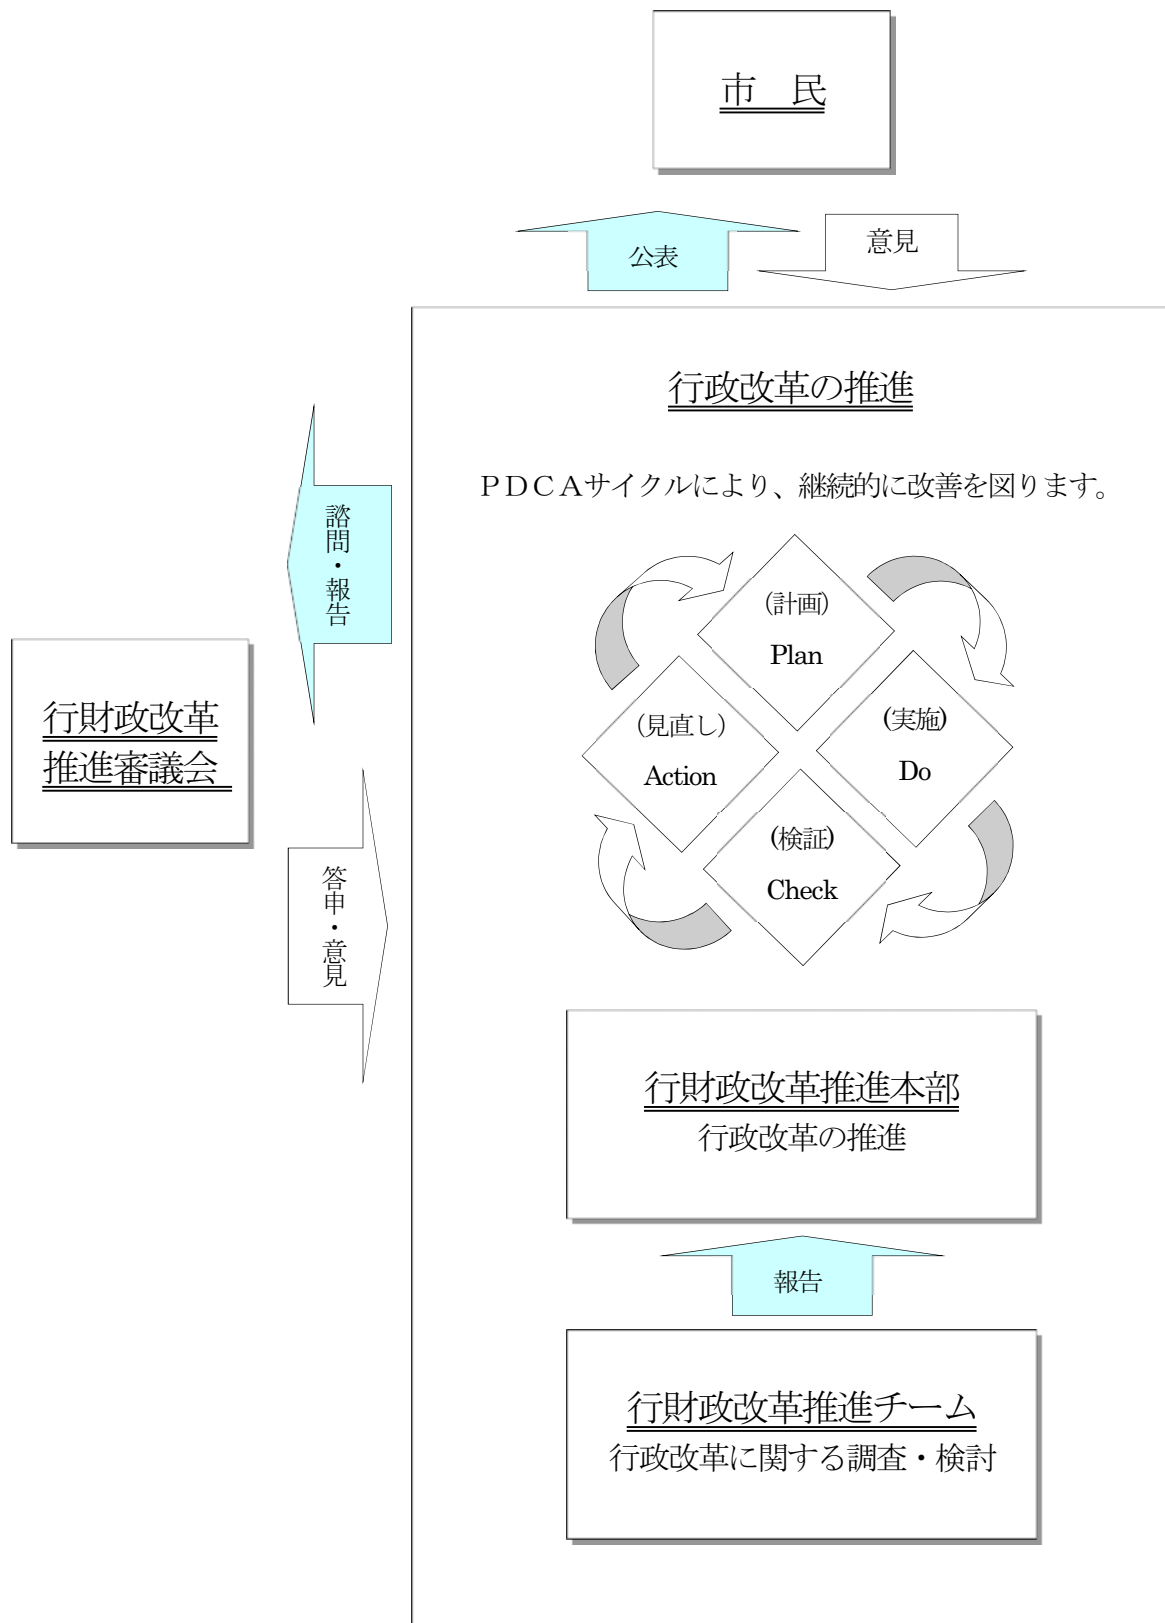 市　民
公表
意見
行政改革の推進
ＰＤＣＡサイクルにより、継続的に改善を図ります。
諮問・報告
(計画)
Plan
(見直し)
Action
(実施)
Do
(検証)
Check
行財政改革
推進審議会
答申・意見
行財政改革推進本部
行政改革の推進
報告
行財政改革推進チーム
行政改革に関する調査・検討